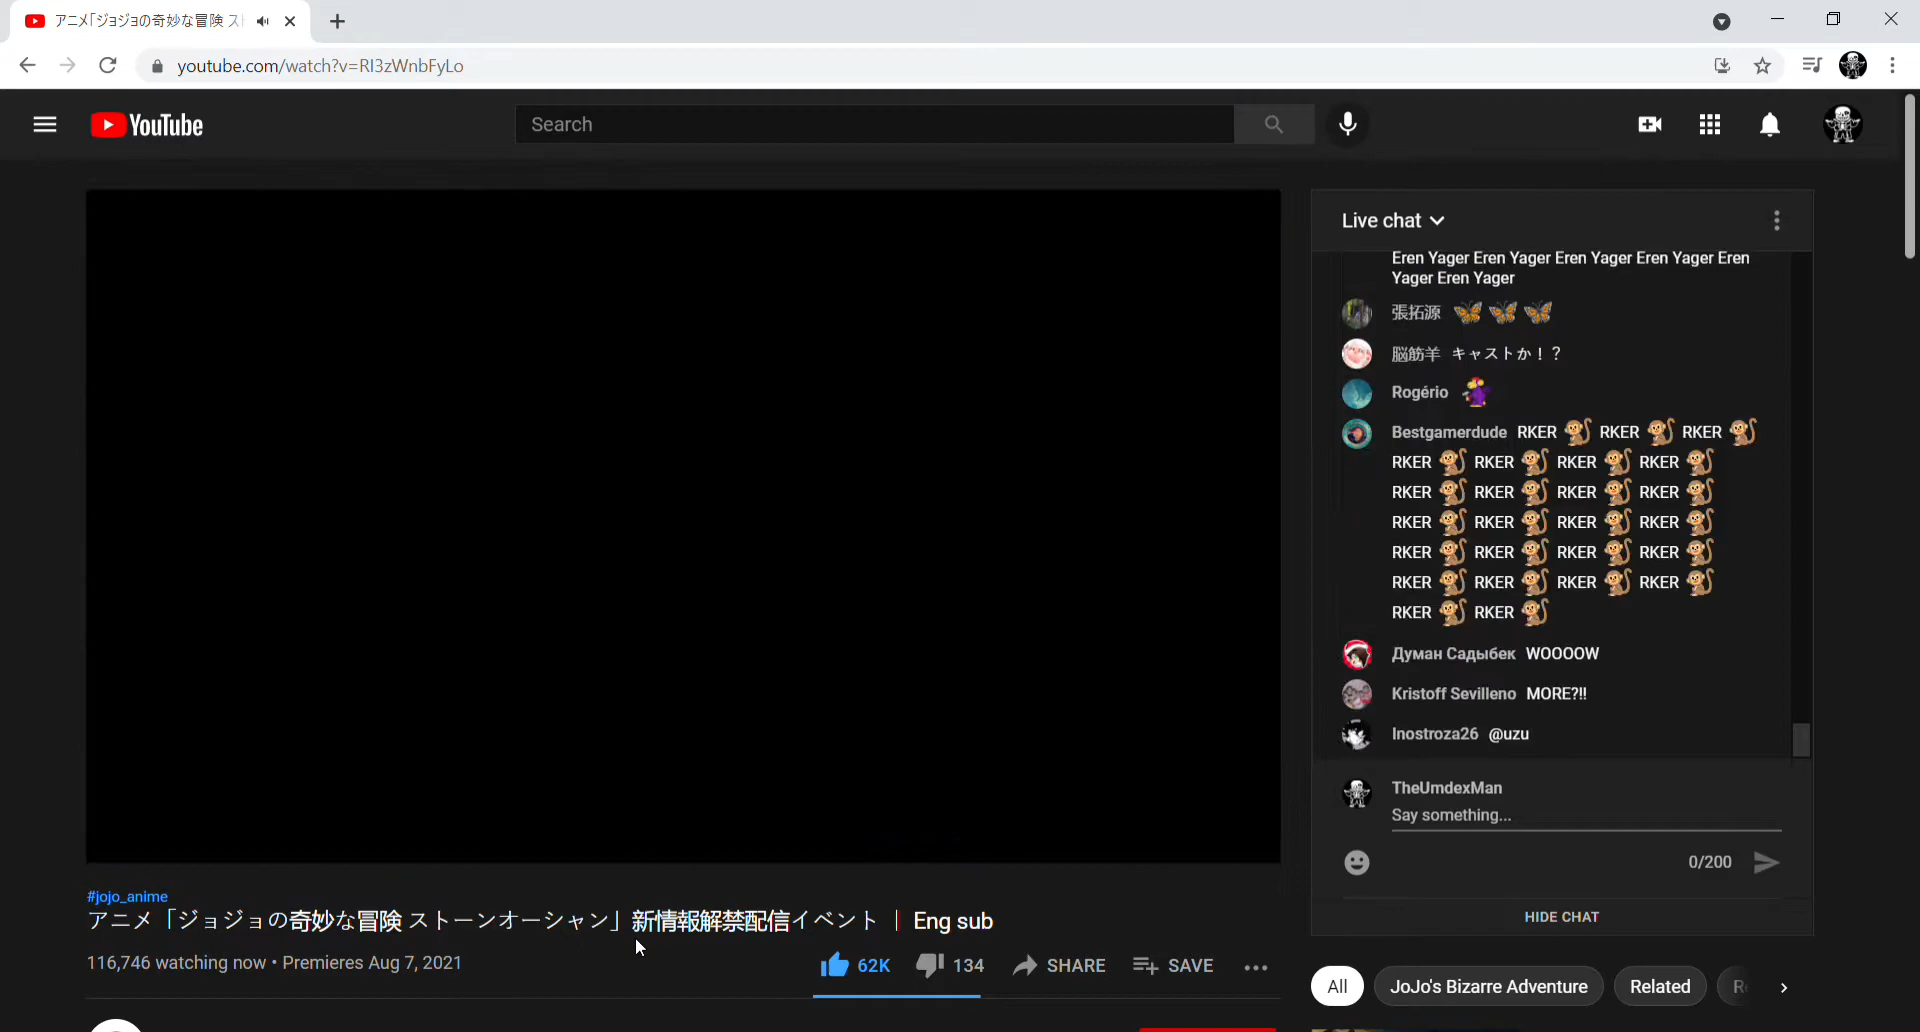 アニメ「ジョジョの奇妙な冒険 ス
youtube.com/watch?v=RI3zWnbFyLo
YouTube
Search
Live chat
Eren Yager Eren Yager Eren Yager Eren Yager Eren
Yager Eren Yager
張拓源
脳筋羊 キャストか！？
Rogério
Bestgamerdude RKER RKER RKER
RKER RKER RKER RKER
RKER RKER RKER RKER
RKER RKER RKER RKER
RKER RKER RKER RKER
RKER RKER RKER RKER
RKER RKER
Думан Садыбек WOOOOW
Kristoff Sevilleno MORE?!!
Inostroza26 @uzu
TheUmdexMan
Say something...
0/200
HIDE CHAT
#jojo_anime
アニメ「ジョジョの奇妙な冒険 ストーンオーシャン」新情報解禁配信イベント ｜ Eng sub
116,746 watching now • Premieres Aug 7, 2021
62K 134 SHARE SAVE
All JoJo's Bizarre Adventure Related